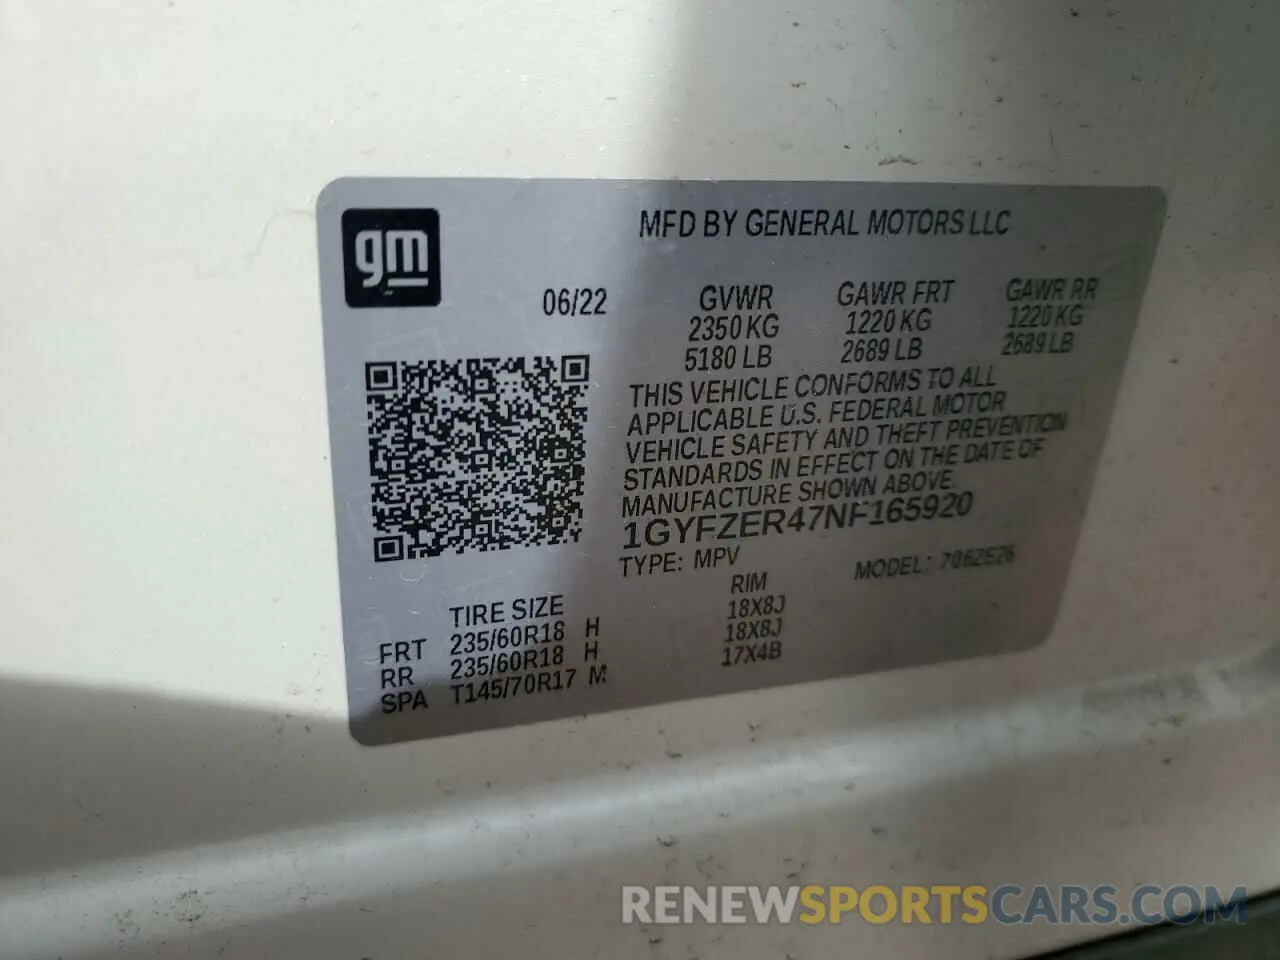 gm
MFD BY GENERAL MOTORS LLC
06/22
GVWR GAWR FRT GAWR RR
2350 KG 1220 KG 1220 KG
5180 LB 2689 LB 2689 LB
THIS VEHICLE CONFORMS TO ALL
APPLICABLE U.S. FEDERAL MOTOR
VEHICLE SAFETY AND THEFT PREVENTION
STANDARDS IN EFFECT ON THE DATE OF
MANUFACTURE SHOWN ABOVE.
1GYFZER47NF165920
TYPE: MPV MODEL:
TIRE SIZE RIM
FRT 235/60R18 H 18X8J
RR 235/60R18 H 18X8J
SPA T145/70R17 M 17X4B
RENEWSPORTSCARS.COM